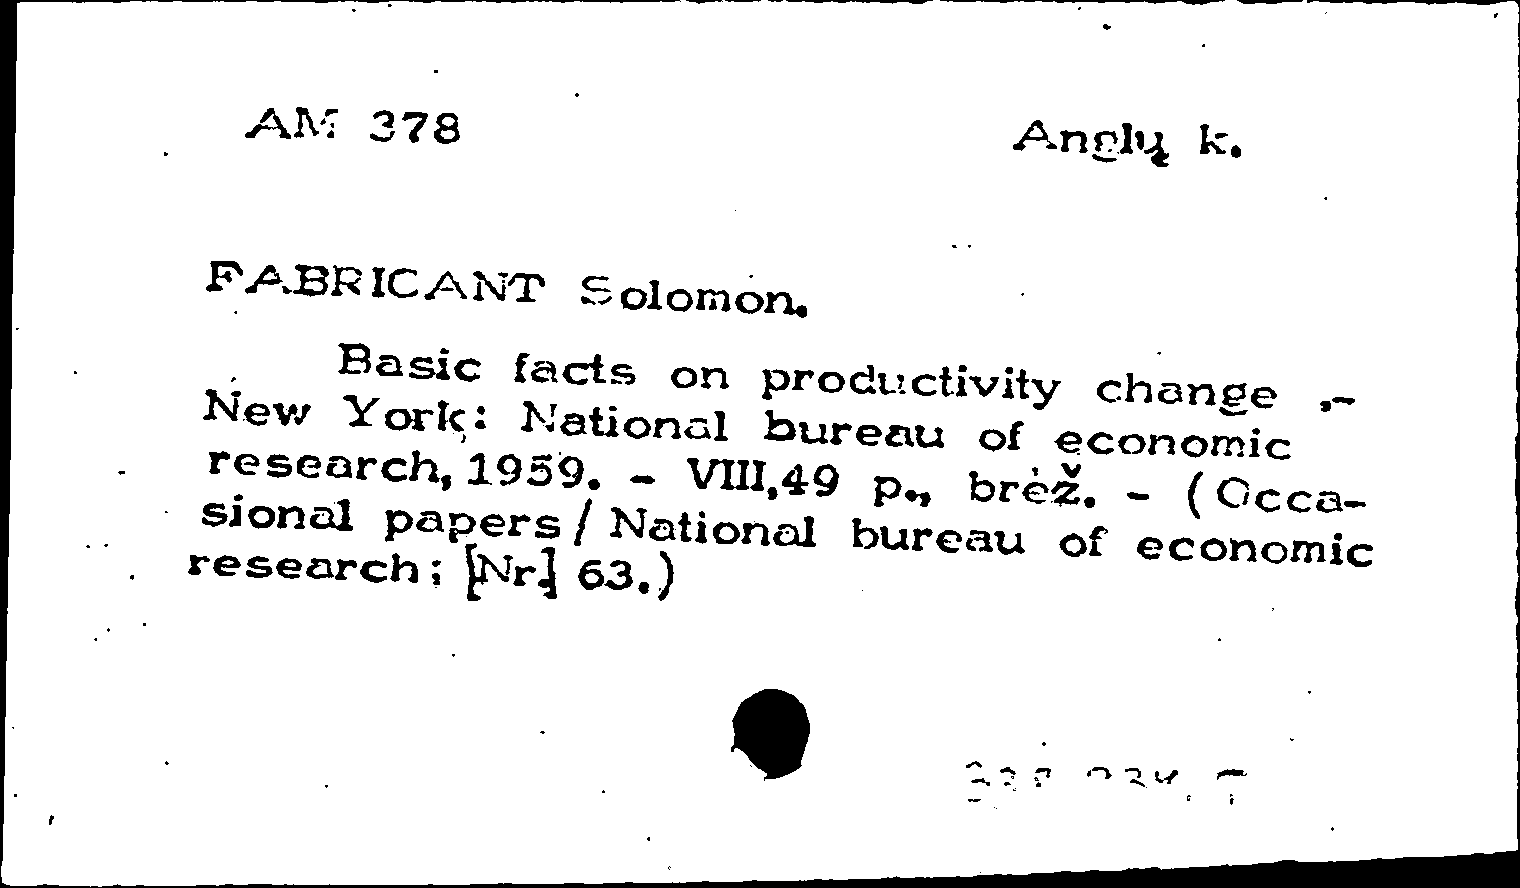 AM 378
Anglų k.
FABRICANT Solomon.
Basic facts on productivity change .-
New York: National bureau of economic
research, 1959. - VIII,49 p., brėž. - (Occa-
sional papers / National bureau of economic
research; [Nr.] 63.)